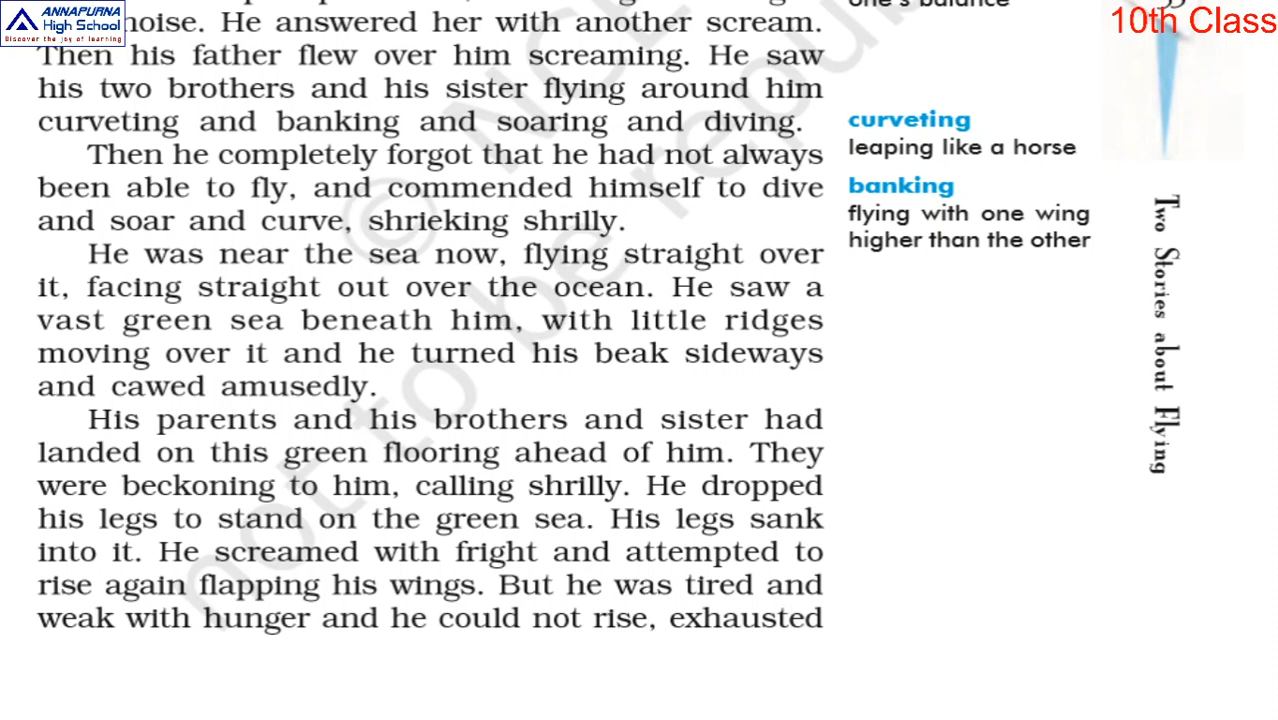 ANNAPURNA
High School
Discover the joy of learning
10th Class
one's balance
noise. He answered her with another scream.
Then his father flew over him screaming. He saw
his two brothers and his sister flying around him
curveting and banking and soaring and diving.
Then he completely forgot that he had not always
been able to fly, and commended himself to dive
and soar and curve, shrieking shrilly.
He was near the sea now, flying straight over
it, facing straight out over the ocean. He saw a
vast green sea beneath him, with little ridges
moving over it and he turned his beak sideways
and cawed amusedly.
His parents and his brothers and sister had
landed on this green flooring ahead of him. They
were beckoning to him, calling shrilly. He dropped
his legs to stand on the green sea. His legs sank
into it. He screamed with fright and attempted to
rise again flapping his wings. But he was tired and
weak with hunger and he could not rise, exhausted
curveting
leaping like a horse
banking
flying with one wing
higher than the other
Two Stories about Flying
not to be repub